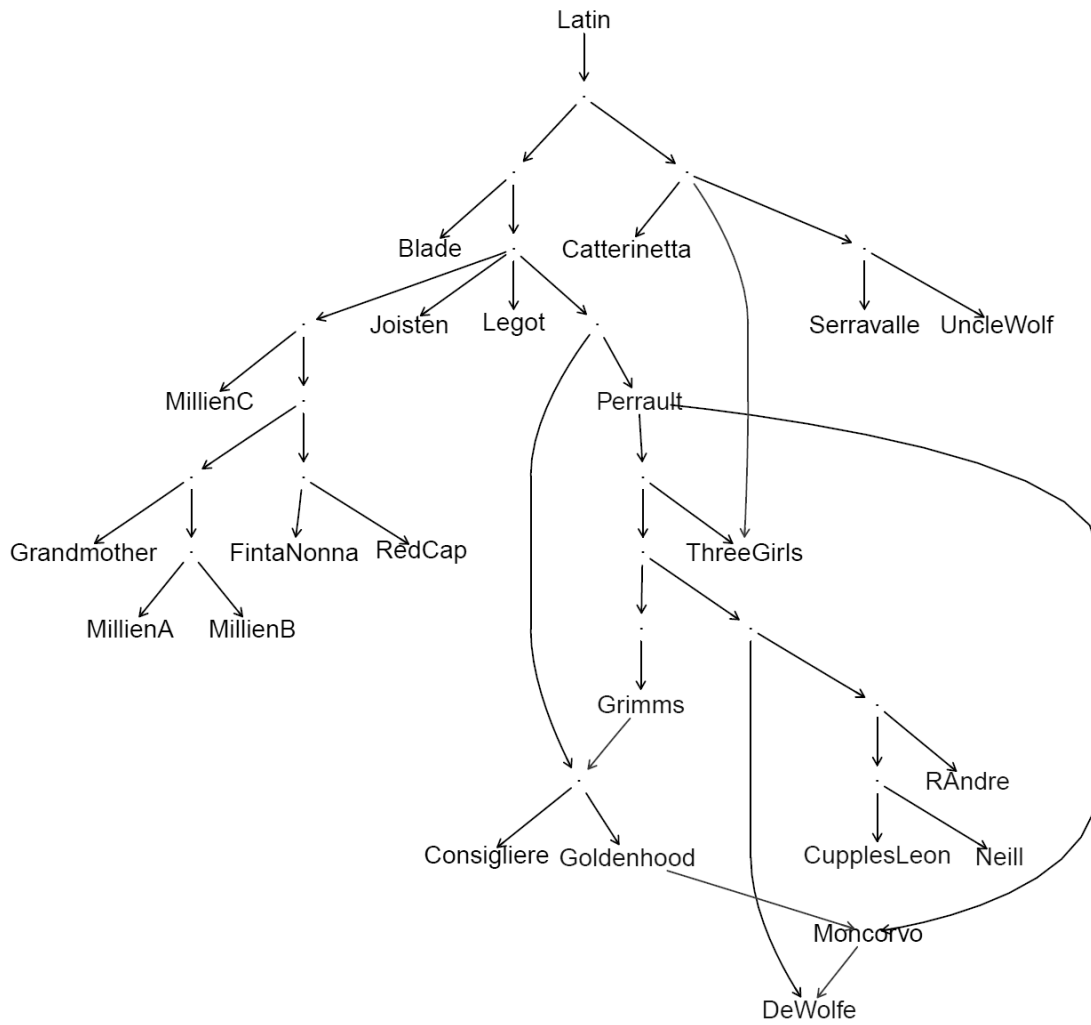 Latin
Blade
Catterinetta
Joisten
Legot
Serravalle
UncleWolf
MillienC
Perrault
Grandmother
FintaNonna
RedCap
ThreeGirls
MillienA
MillienB
Grimms
RAndre
Consigliere
Goldenhood
CupplesLeon
Neill
Moncorvo
DeWolfe